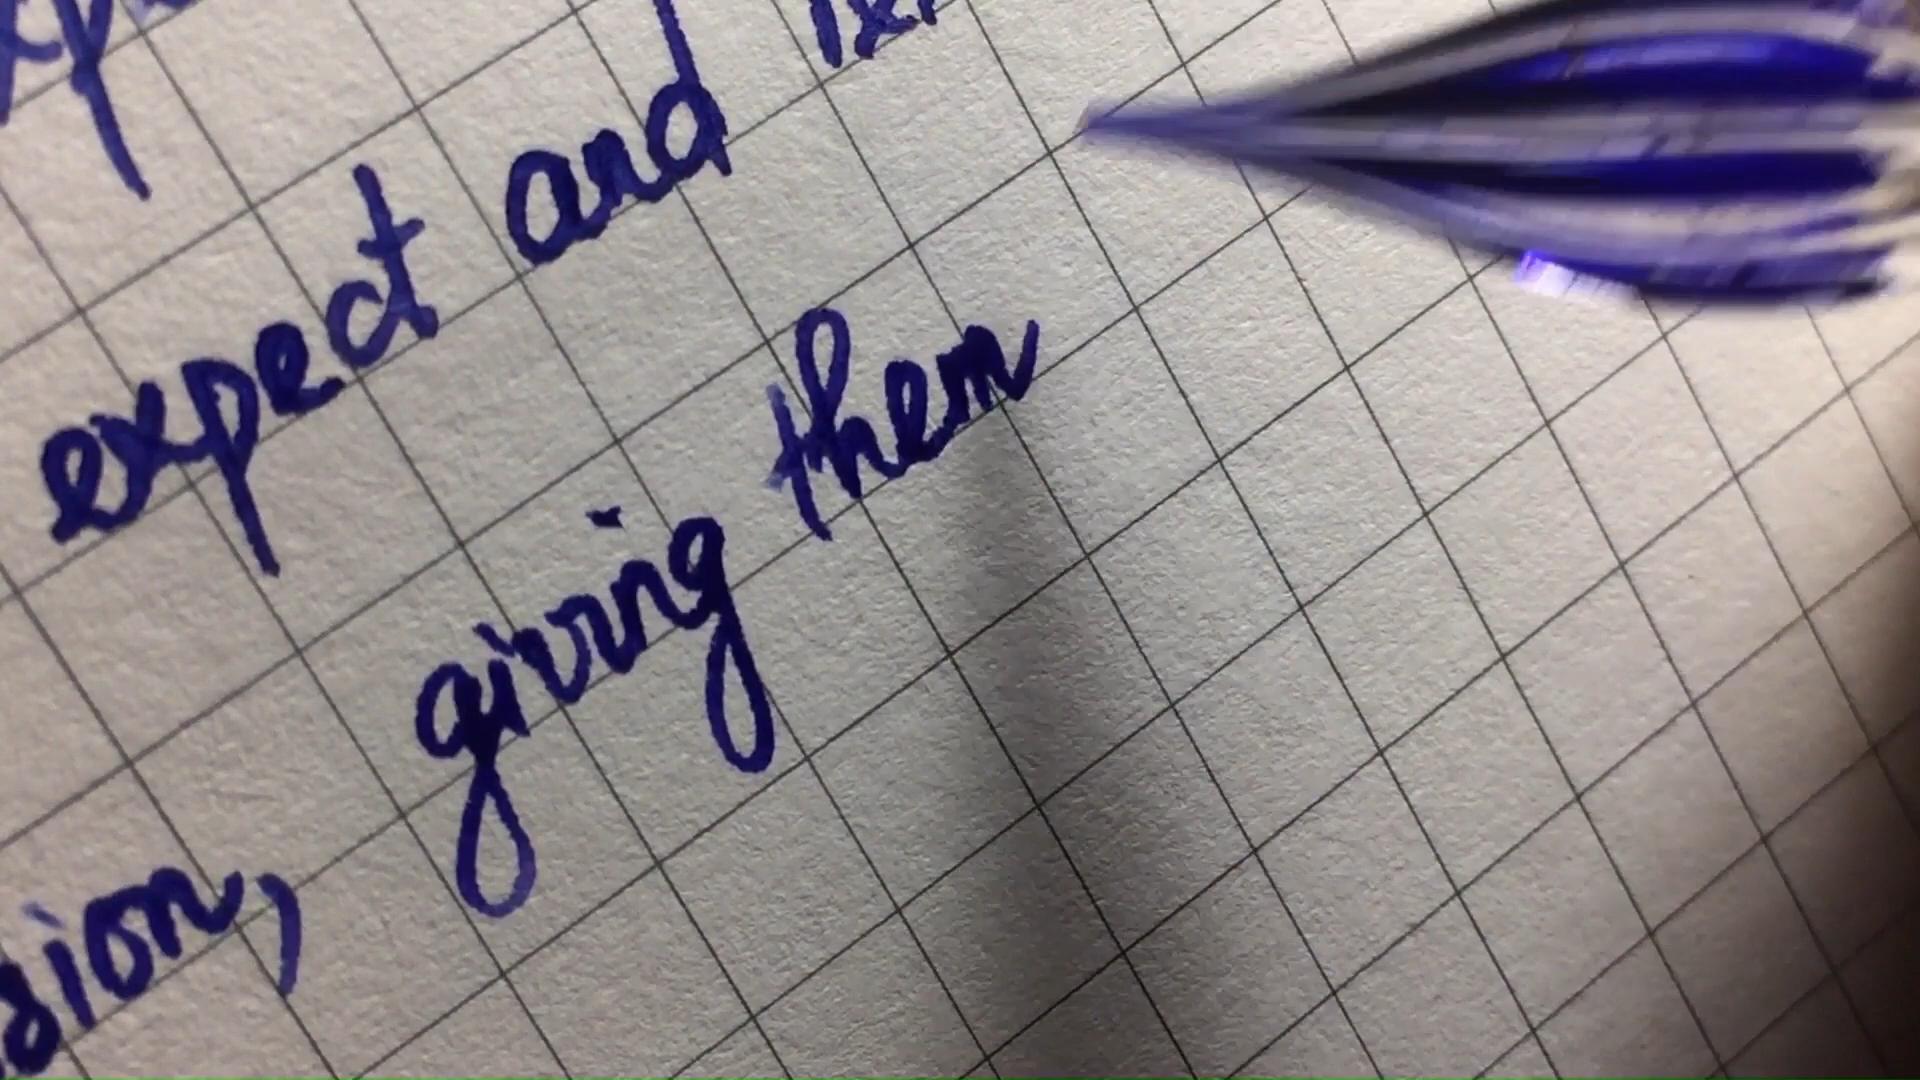 expect and
giving them
sion,